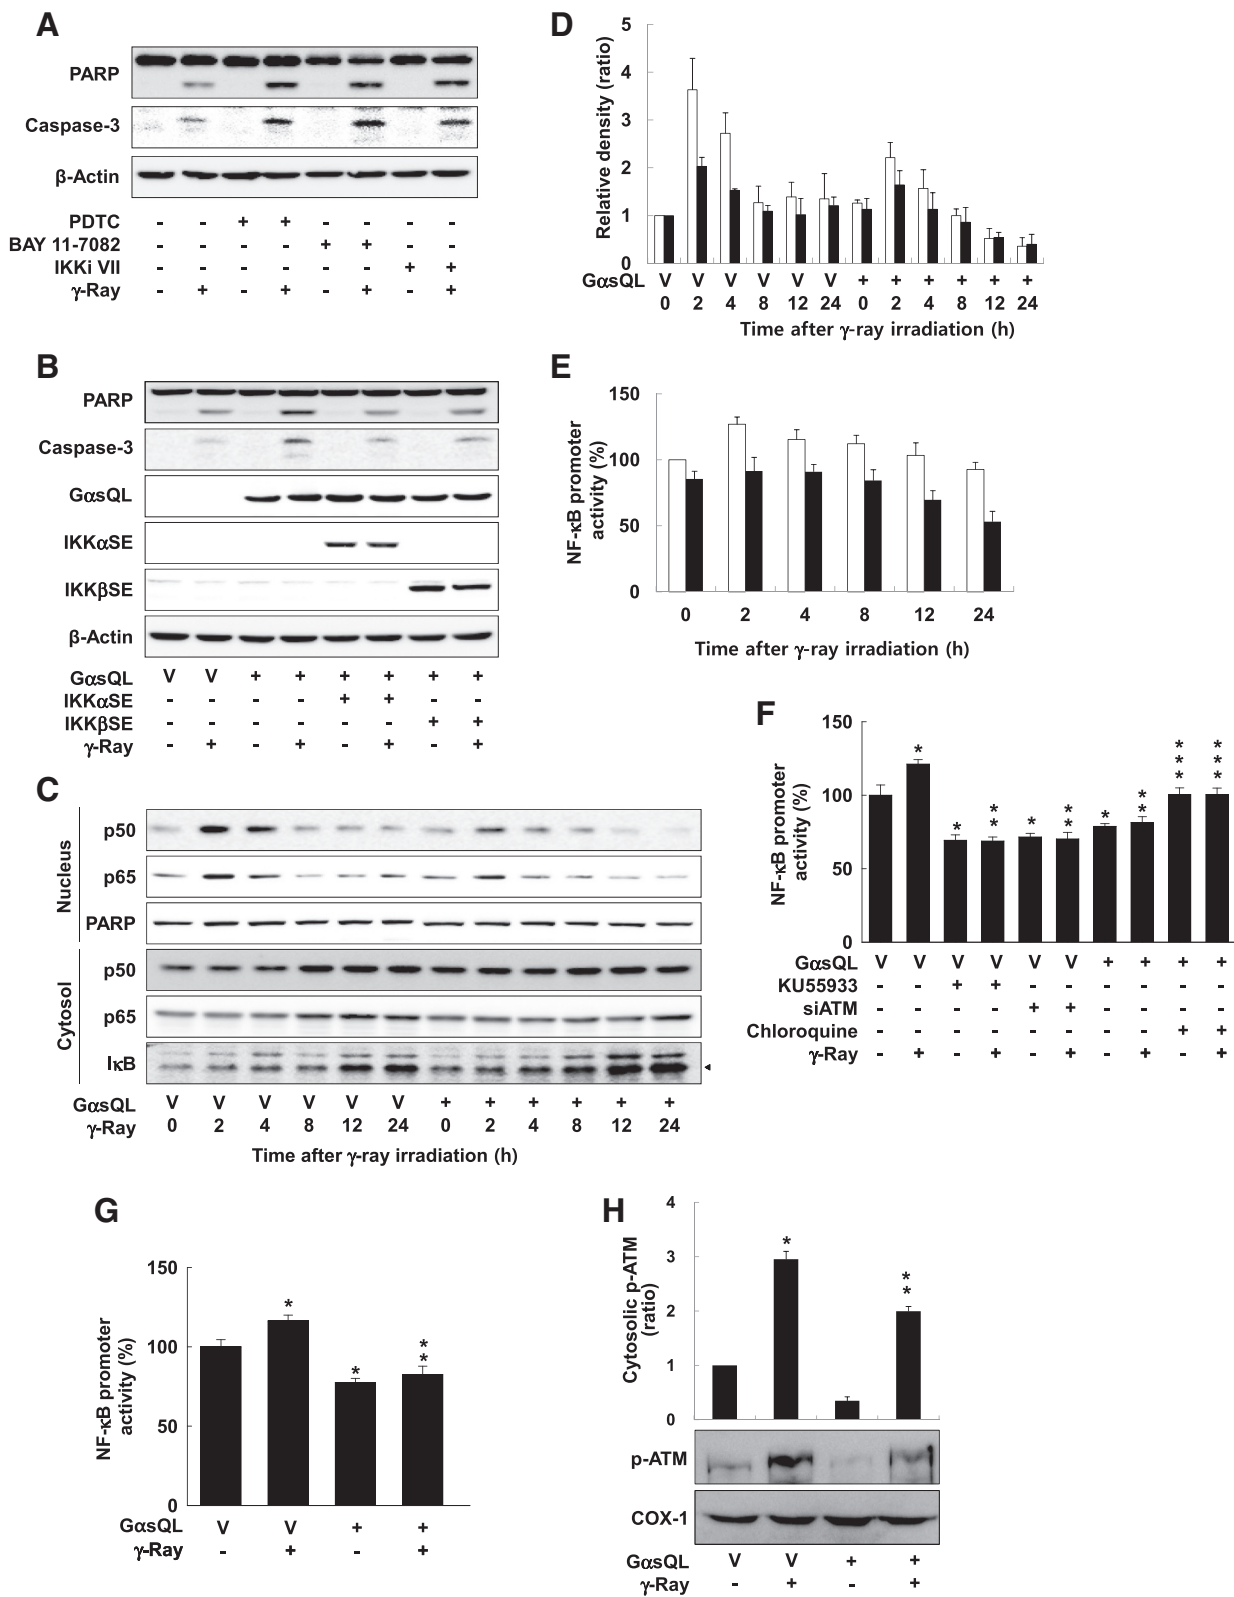 A
PARP
Caspase-3
β-Actin
PDTC - - + + - - - -
BAY 11-7082 - - - - + + - -
IKKi VII - - - - - - + +
γ-Ray - + - + - + - +
B
PARP
Caspase-3
GαsQL
IKKαSE
IKKβSE
β-Actin
GαsQL V V + + + + + +
IKKαSE - - - - + + - -
IKKβSE - - - - - - + +
γ-Ray - + - + - + - +
C
Nucleus
p50
p65
PARP
Cytosol
p50
p65
IκB
GαsQL V V V V V V + + + + + +
γ-Ray 0 2 4 8 12 24 0 2 4 8 12 24
Time after γ-ray irradiation (h)
D
Relative density (ratio)
5
4
3
2
1
0
GαsQL V V V V V V + + + + + +
0 2 4 8 12 24 0 2 4 8 12 24
Time after γ-ray irradiation (h)
E
NF-κB promoter
activity (%)
150
100
50
0
0 2 4 8 12 24
Time after γ-ray irradiation (h)
F
NF-κB promoter
activity (%)
150
100
50
0
* * ** * ** * ** *** ***
GαsQL V V V V V V + + + +
KU55933 - - + + - - - - - -
siATM - - - - + + - - - -
Chloroquine - - - - - - - - + +
γ-Ray - + - + - + - + - +
G
NF-κB promoter
activity (%)
150
100
50
0
* * **
GαsQL V V + +
γ-Ray - + - +
H
Cytosolic p-ATM
(ratio)
4
3
2
1
0
* **
p-ATM
COX-1
GαsQL V V + +
γ-Ray - + - +